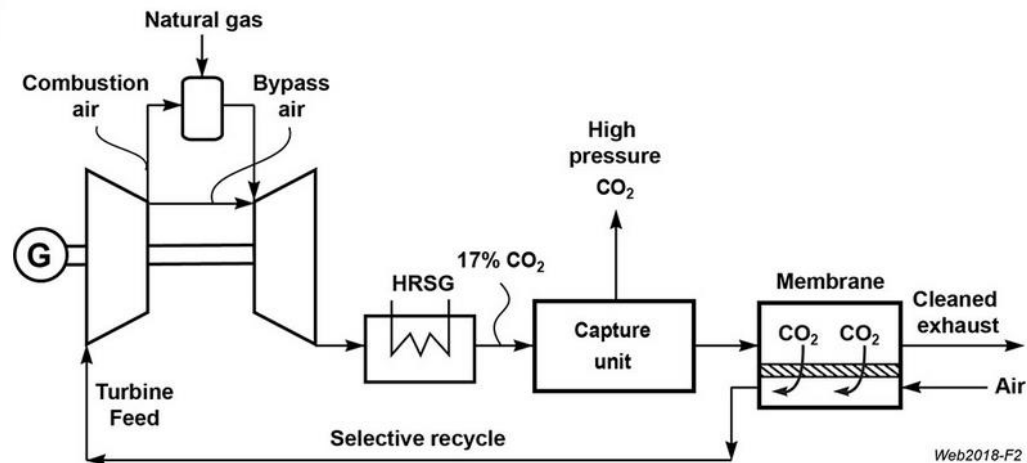 Natural gas
Combustion
air
Bypass
air
High
pressure
CO₂
G
HRSG
17% CO₂
Membrane
Cleaned
exhaust
Capture
unit
CO₂ CO₂
Air
Turbine
Feed
Selective recycle
Web2018-F2